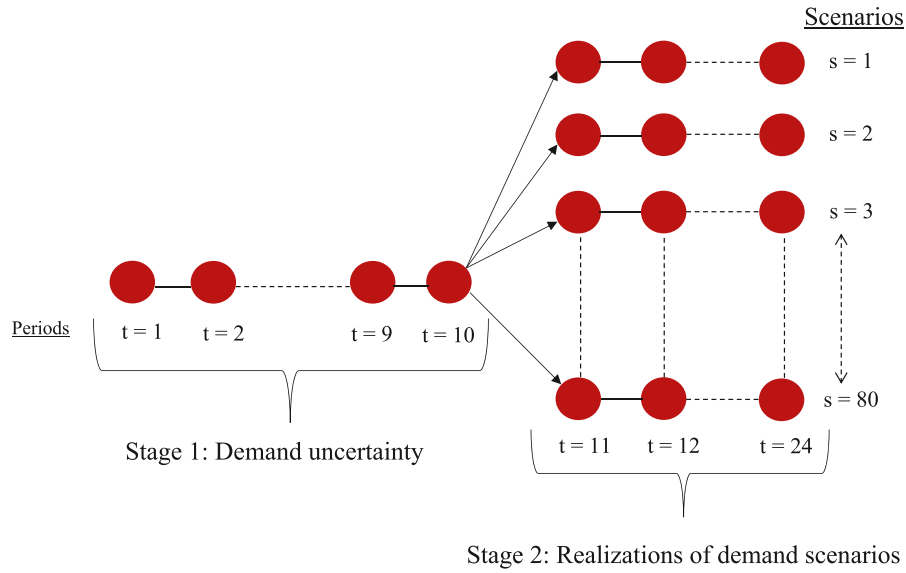 Scenarios
s = 1
s = 2
s = 3
Periods
t = 1
t = 2
t = 9
t = 10
s = 80
t = 11
t = 12
t = 24
Stage 1: Demand uncertainty
Stage 2: Realizations of demand scenarios